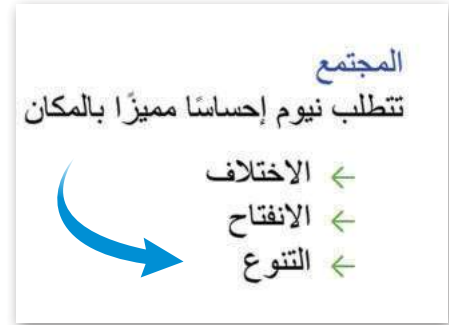 المجتمع
تتطلب نيوم إحساسًا مميزًا بالمكان
← الاختلاف
← الانفتاح
← التنوع